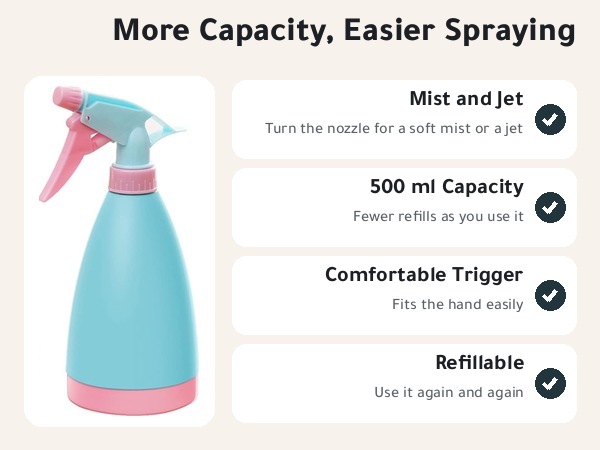 More Capacity, Easier Spraying
Mist and Jet
Turn the nozzle for a soft mist or a jet
500 ml Capacity
Fewer refills as you use it
Comfortable Trigger
Fits the hand easily
Refillable
Use it again and again